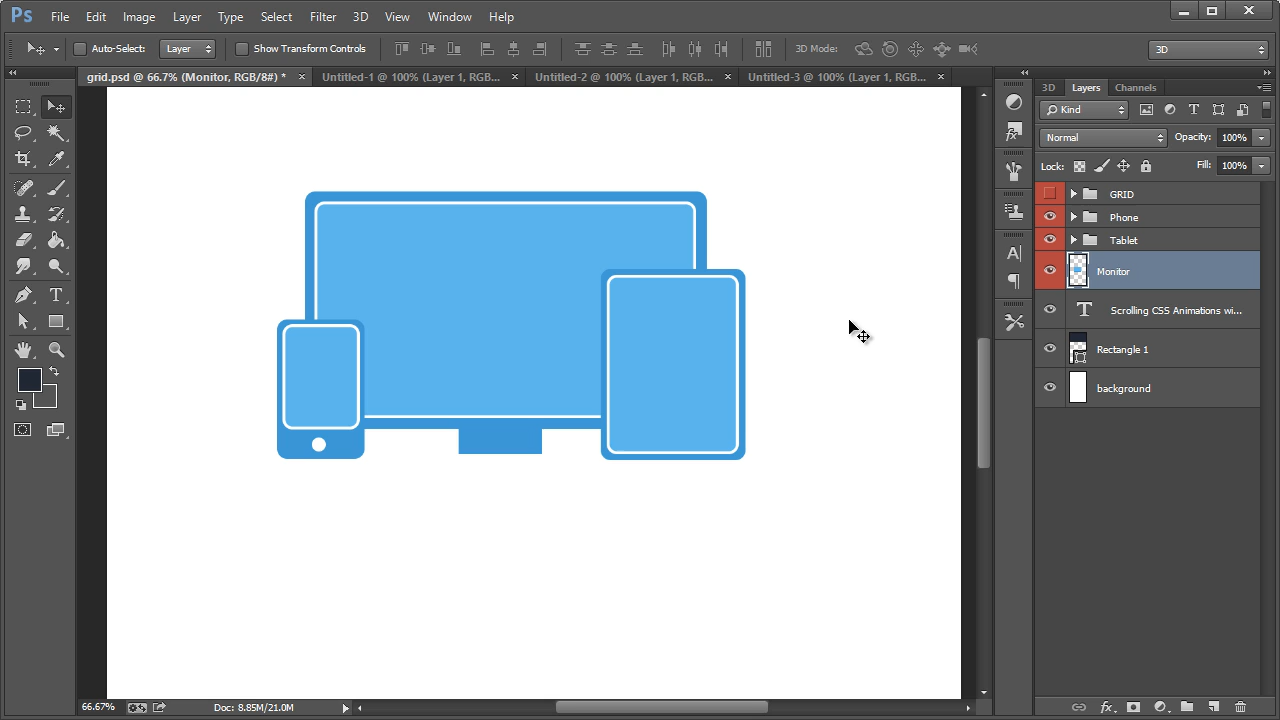 Ps File Edit Image Layer Type Select Filter 3D View Window Help
Auto-Select: Layer Show Transform Controls 3D Mode: 3D
grid.psd @ 66.7% (Monitor, RGB/8#) * × Untitled-1 @ 100% (Layer 1, RGB... × Untitled-2 @ 100% (Layer 1, RGB... × Untitled-3 @ 100% (Layer 1, RGB... ×
3D Layers Channels
Kind
Normal Opacity: 100%
Lock: Fill: 100%
GRID
Phone
Tablet
Monitor
Scrolling CSS Animations wi...
Rectangle 1
background
66.67% Doc: 8.85M/21.0M